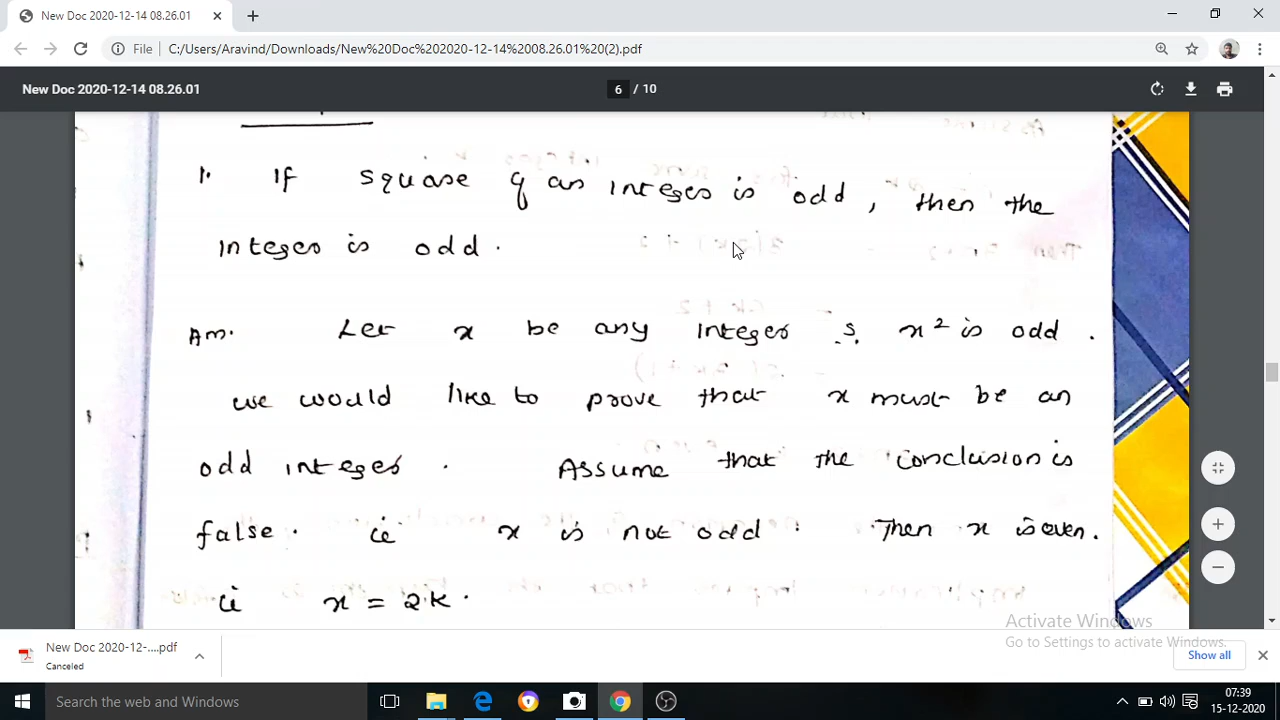 New Doc 2020-12-14 08.26.01
File C:/Users/Aravind/Downloads/New%20Doc%202020-12-14%2008.26.01%20(2).pdf
New Doc 2020-12-14 08.26.01
6 / 10
1. If square of an integer is odd, then the
integer is odd.
Ans. Let x be any integer s. x² is odd.
we would like to prove that x must be an
odd integer. Assume that the conclusion is
false. ie x is not odd. Then x is even.
ie x = 2k.
Activate Windows
Go to Settings to activate Windows.
New Doc 2020-12-....pdf
Canceled
Show all
Search the web and Windows
07:39
15-12-2020